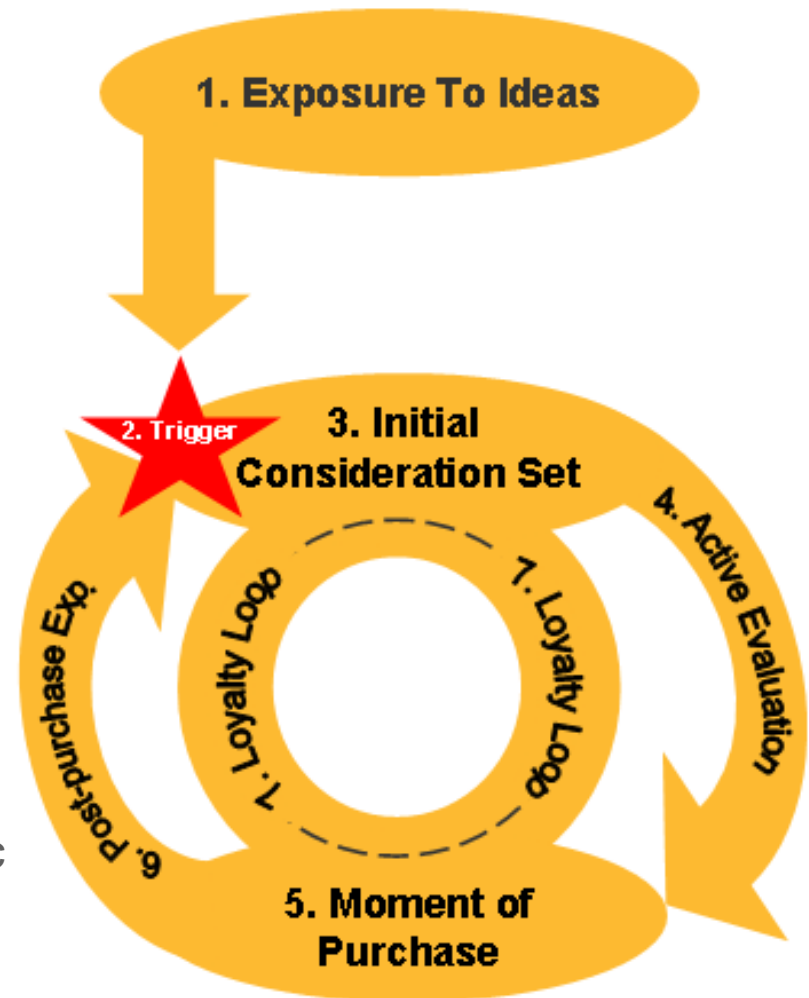 1. Exposure To Ideas
2. Trigger
3. Initial
Consideration Set
4. Active Evaluation
7. Loyalty Loop
7. Loyalty Loop
6. Post-purchase Exp.
5. Moment of
Purchase
c